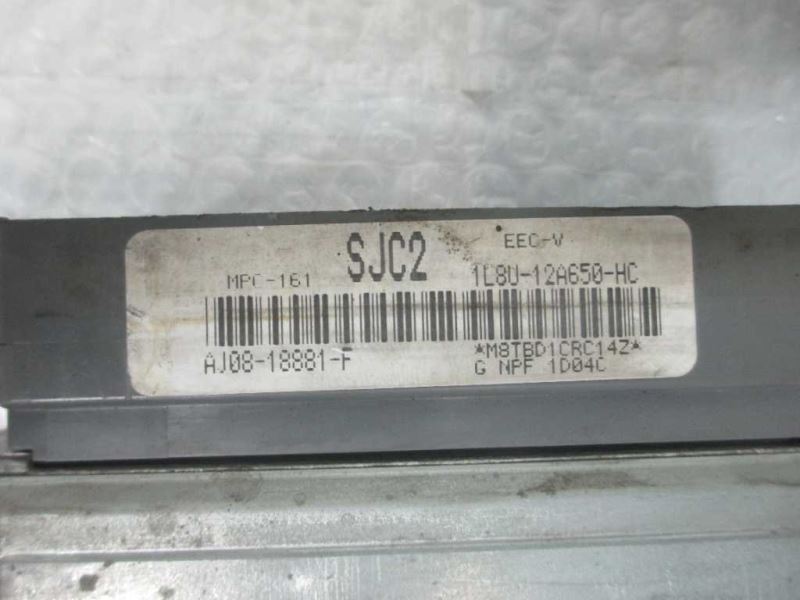 SJC2
EEC-V
MPC-161
1L8U-12A650-HC
AJ08-18881-F
*M8TBD1CRC14Z*
G NPF 1D04C